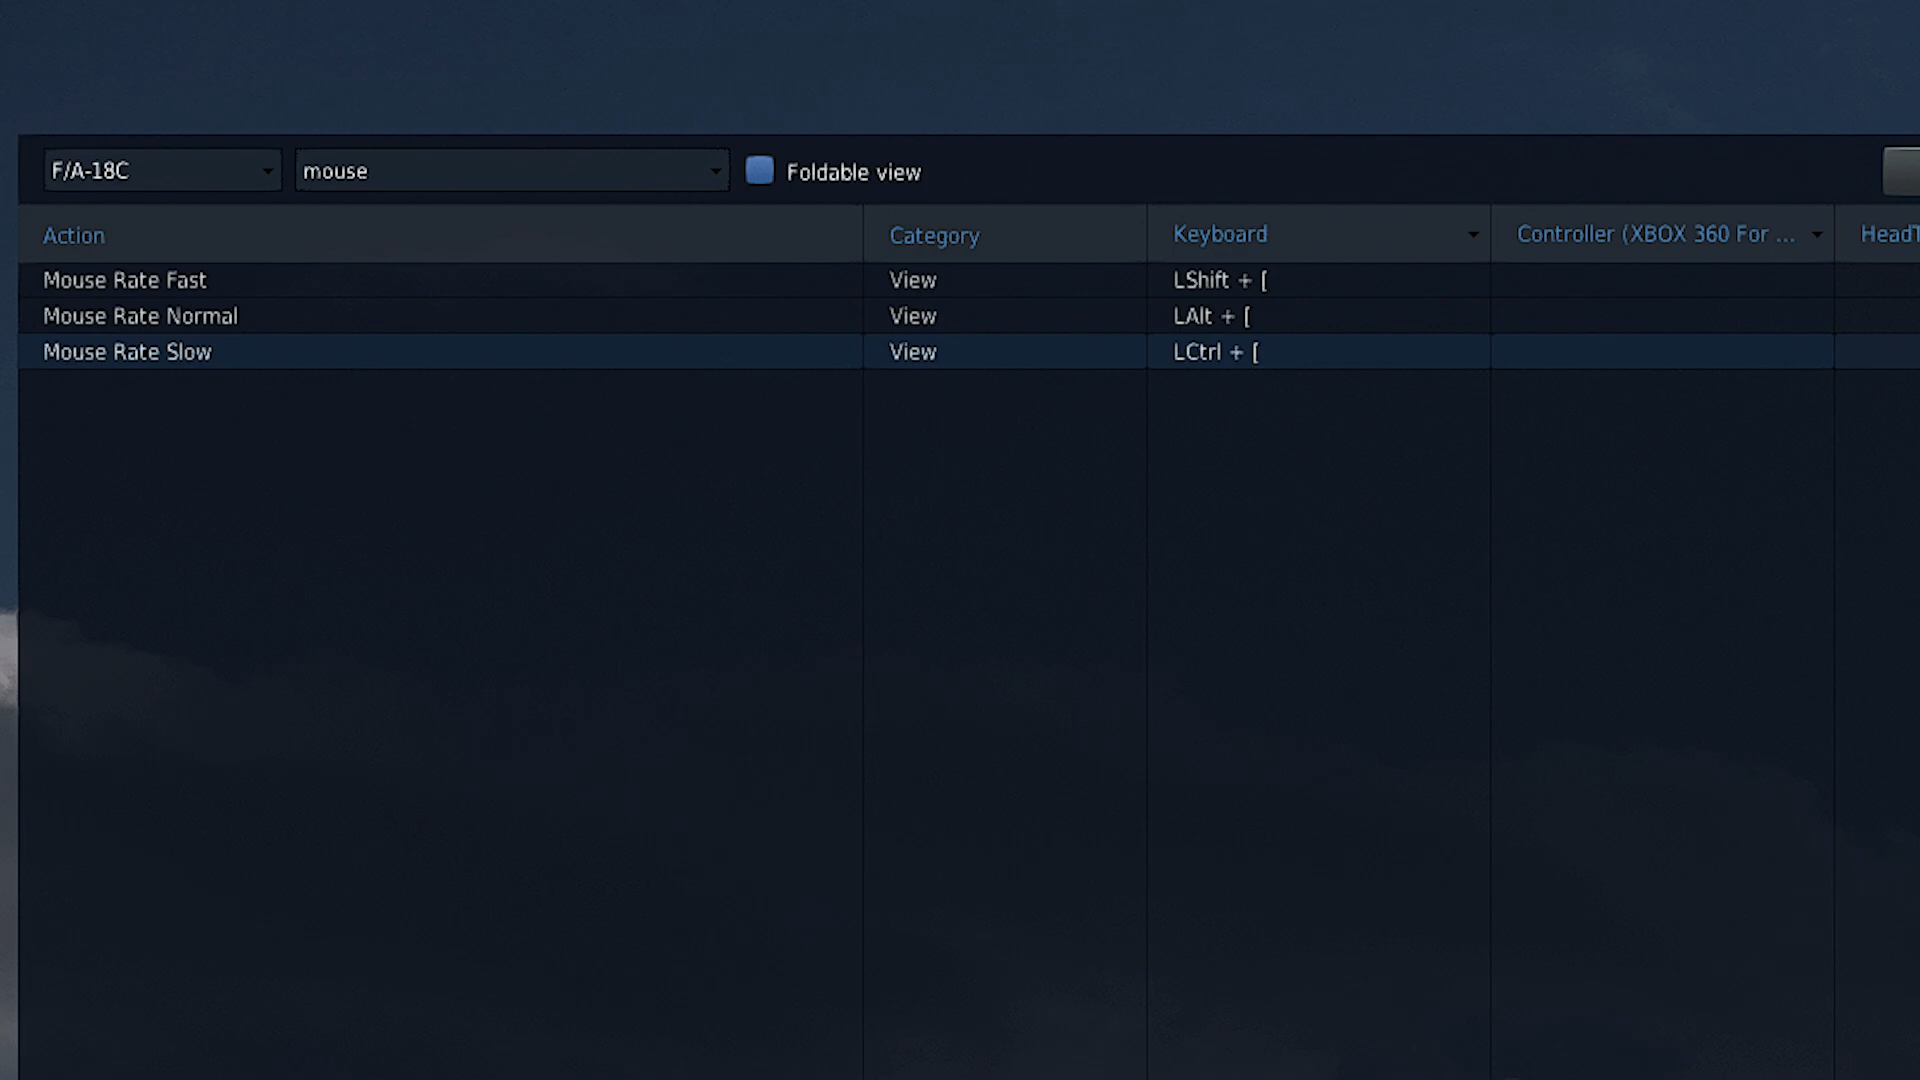 F/A-18C mouse Foldable view
Action Category Keyboard Controller (XBOX 360 For ...
Mouse Rate Fast View LShift + [
Mouse Rate Normal View LAlt + [
Mouse Rate Slow View LCtrl + [